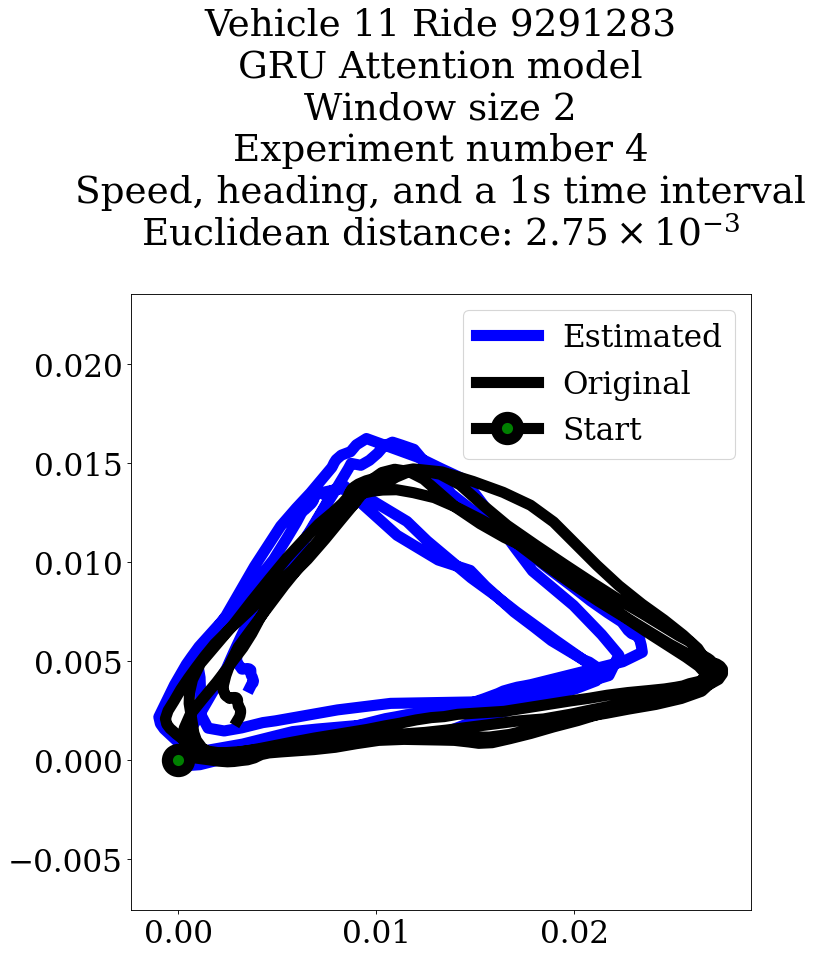 Vehicle 11 Ride 9291283
GRU Attention model
Window size 2
Experiment number 4
Speed, heading, and a 1s time interval
Euclidean distance: 2.75 × 10⁻³
Estimated
Original
Start
0.020
0.015
0.010
0.005
0.000
−0.005
0.00 0.01 0.02